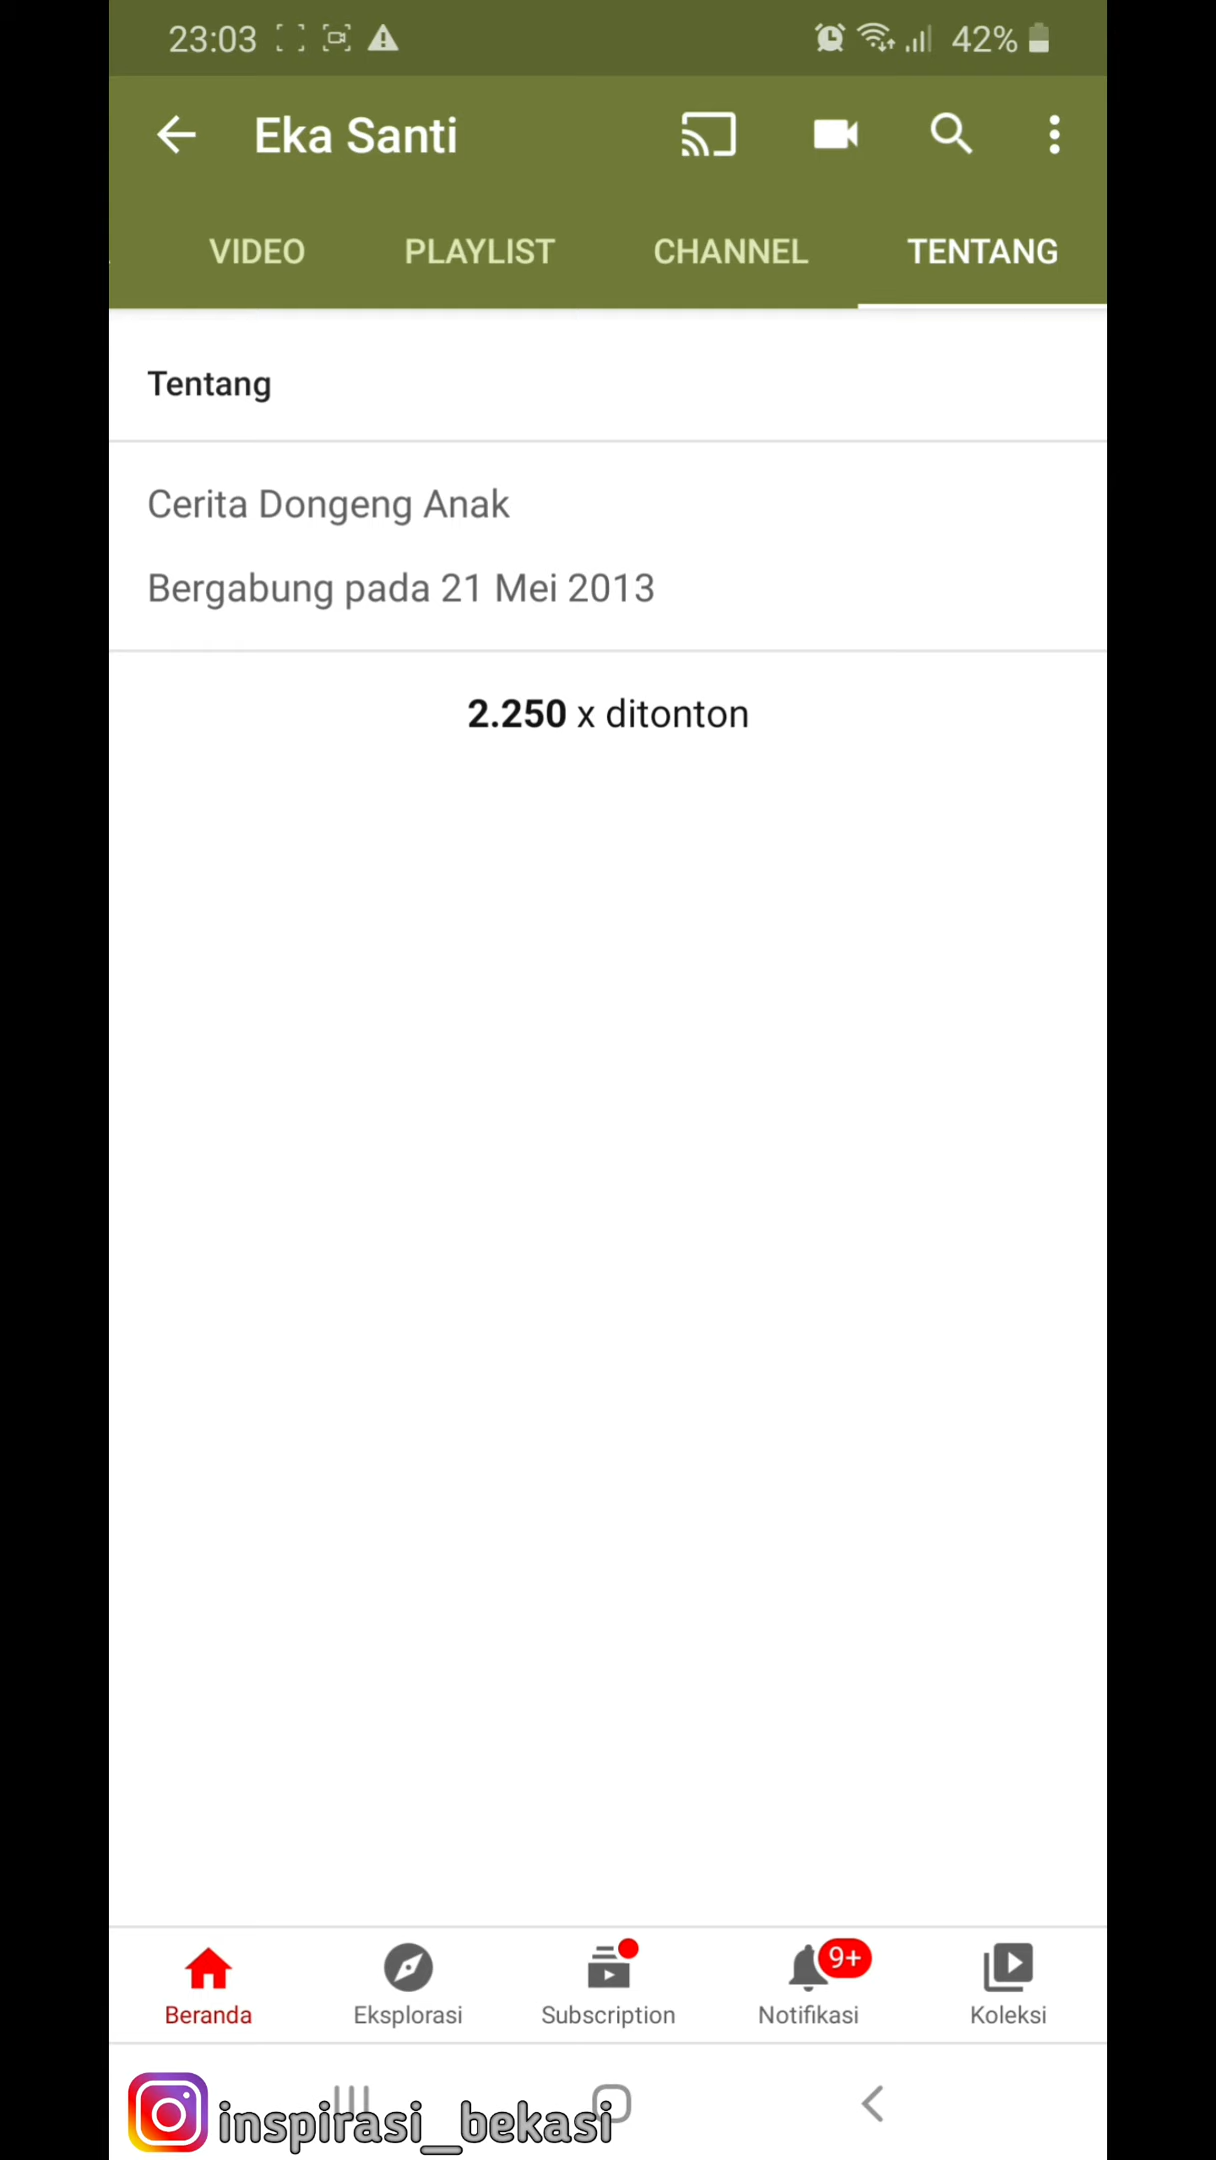 23:03 42%
Eka Santi
VIDEO PLAYLIST CHANNEL TENTANG
Tentang
Cerita Dongeng Anak
Bergabung pada 21 Mei 2013
2.250 x ditonton
9+
Beranda Eksplorasi Subscription Notifikasi Koleksi
inspirasi_bekasi